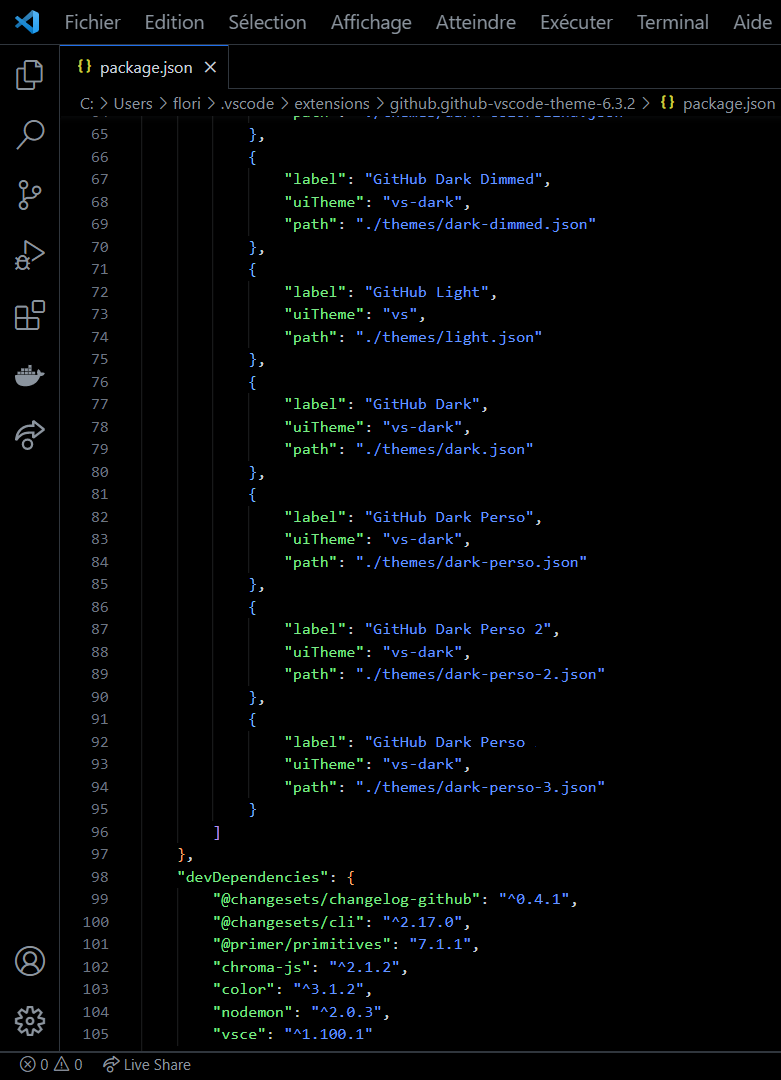 Fichier Edition Sélection Affichage Atteindre Exécuter Terminal Aide
{} package.json ×
C: > Users > flori > .vscode > extensions > github.github-vscode-theme-6.3.2 > {} package.json
65 },
66 {
67 "label": "GitHub Dark Dimmed",
68 "uiTheme": "vs-dark",
69 "path": "./themes/dark-dimmed.json"
70 },
71 {
72 "label": "GitHub Light",
73 "uiTheme": "vs",
74 "path": "./themes/light.json"
75 },
76 {
77 "label": "GitHub Dark",
78 "uiTheme": "vs-dark",
79 "path": "./themes/dark.json"
80 },
81 {
82 "label": "GitHub Dark Perso",
83 "uiTheme": "vs-dark",
84 "path": "./themes/dark-perso.json"
85 },
86 {
87 "label": "GitHub Dark Perso 2",
88 "uiTheme": "vs-dark",
89 "path": "./themes/dark-perso-2.json"
90 },
91 {
92 "label": "GitHub Dark Perso
93 "uiTheme": "vs-dark",
94 "path": "./themes/dark-perso-3.json"
95 }
96 ]
97 },
98 "devDependencies": {
99 "@changesets/changelog-github": "^0.4.1",
100 "@changesets/cli": "^2.17.0",
101 "@primer/primitives": "7.1.1",
102 "chroma-js": "^2.1.2",
103 "color": "^3.1.2",
104 "nodemon": "^2.0.3",
105 "vsce": "^1.100.1"
0 0 Live Share